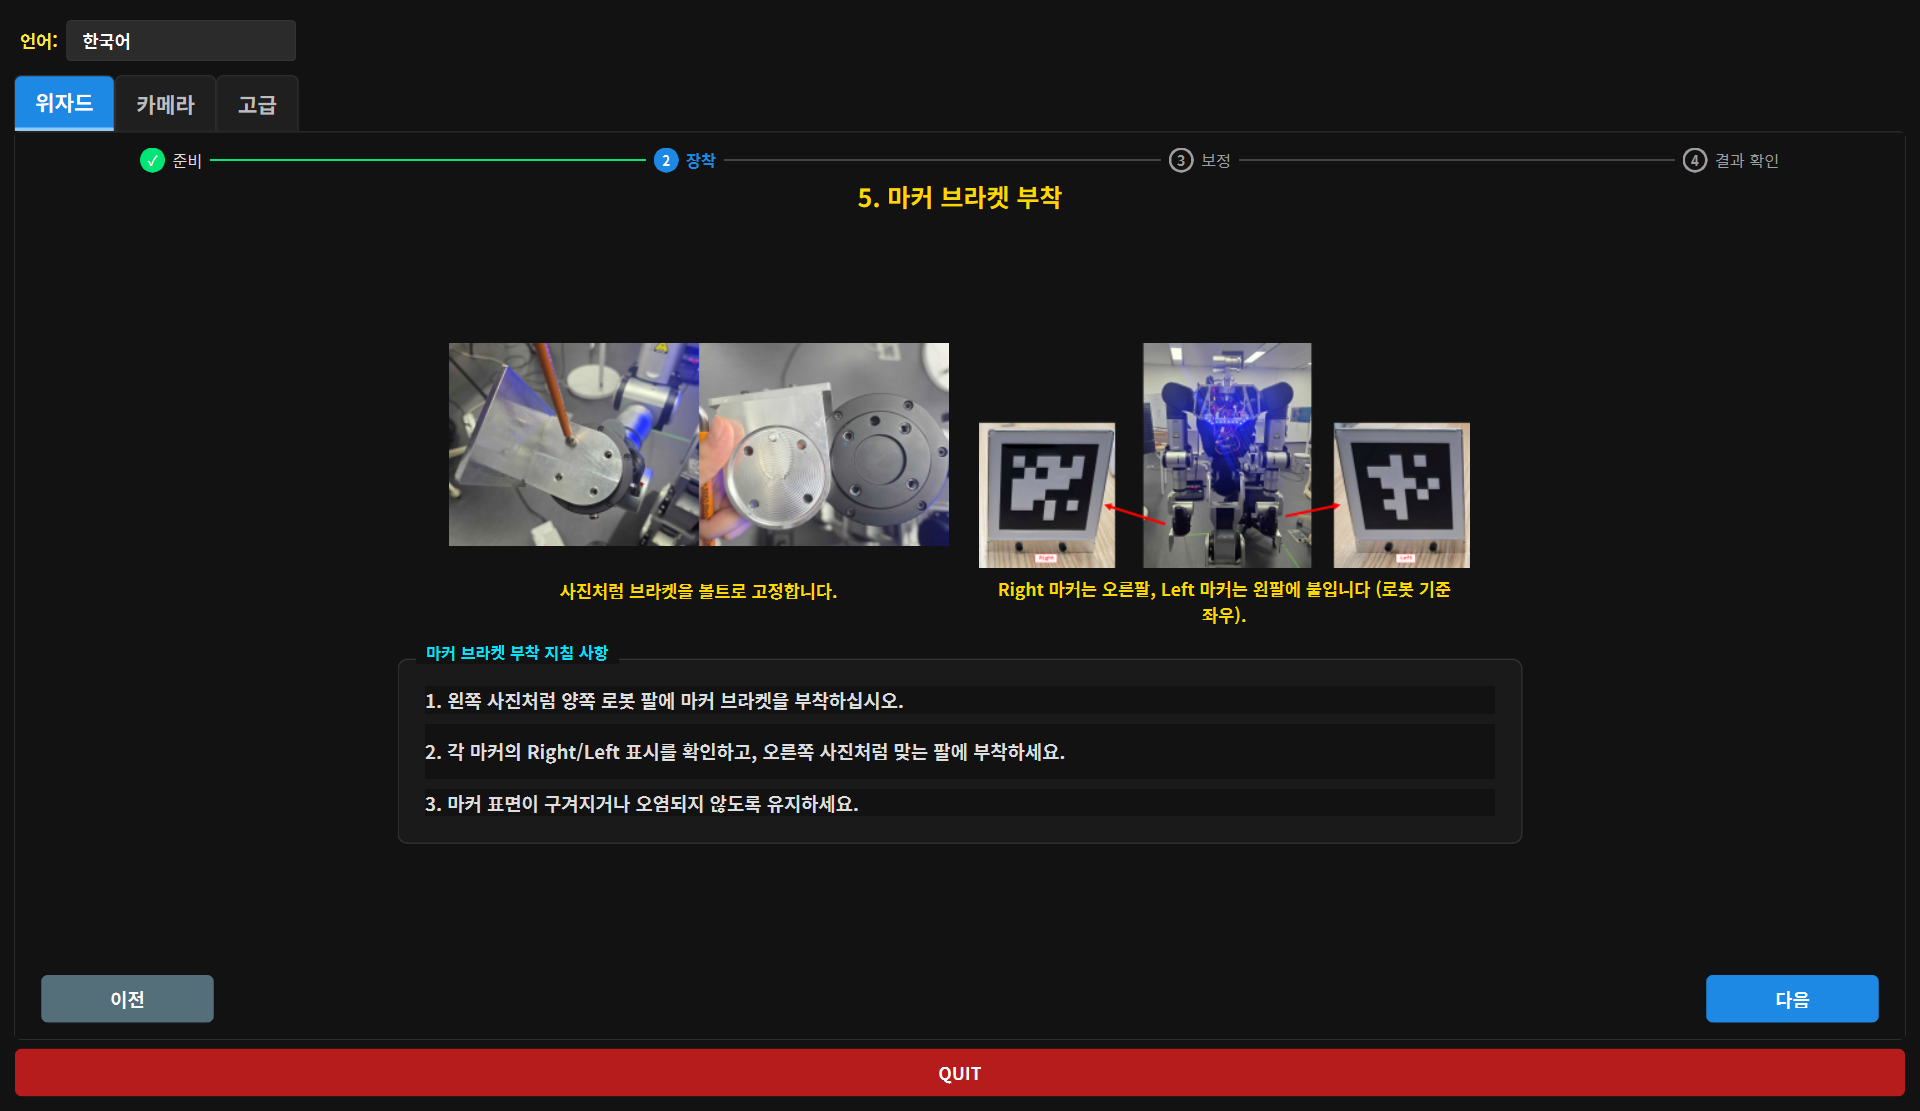 언어:
한국어
위자드
카메라
고급
✓ 준비
2 장착
3 보정
4 결과 확인
5. 마커 브라켓 부착
Right
Left
사진처럼 브라켓을 볼트로 고정합니다.
Right 마커는 오른팔, Left 마커는 왼팔에 붙입니다 (로봇 기준
좌우).
마커 브라켓 부착 지침 사항
1. 왼쪽 사진처럼 양쪽 로봇 팔에 마커 브라켓을 부착하십시오.
2. 각 마커의 Right/Left 표시를 확인하고, 오른쪽 사진처럼 맞는 팔에 부착하세요.
3. 마커 표면이 구겨지거나 오염되지 않도록 유지하세요.
이전
다음
QUIT